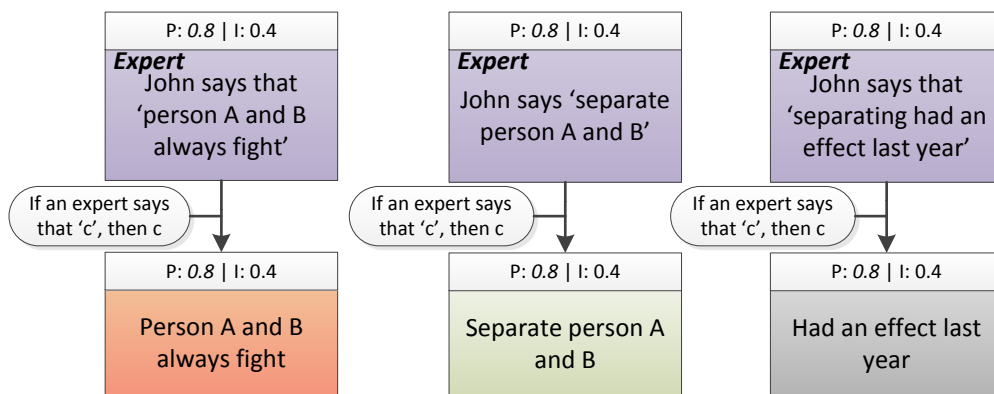 P: 0.8 | I: 0.4
Expert
John says that
‘person A and B
always fight’
If an expert says
that ‘c’, then c
P: 0.8 | I: 0.4
Person A and B
always fight
P: 0.8 | I: 0.4
Expert
John says ‘separate
person A and B’
If an expert says
that ‘c’, then c
P: 0.8 | I: 0.4
Separate person A
and B
P: 0.8 | I: 0.4
Expert
John says that
‘separating had an
effect last year’
If an expert says
that ‘c’, then c
P: 0.8 | I: 0.4
Had an effect last
year